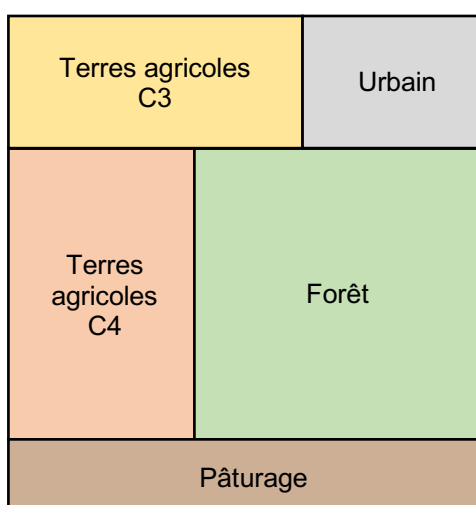 Terres agricoles
C3
Urbain
Terres
agricoles
C4
Forêt
Pâturage